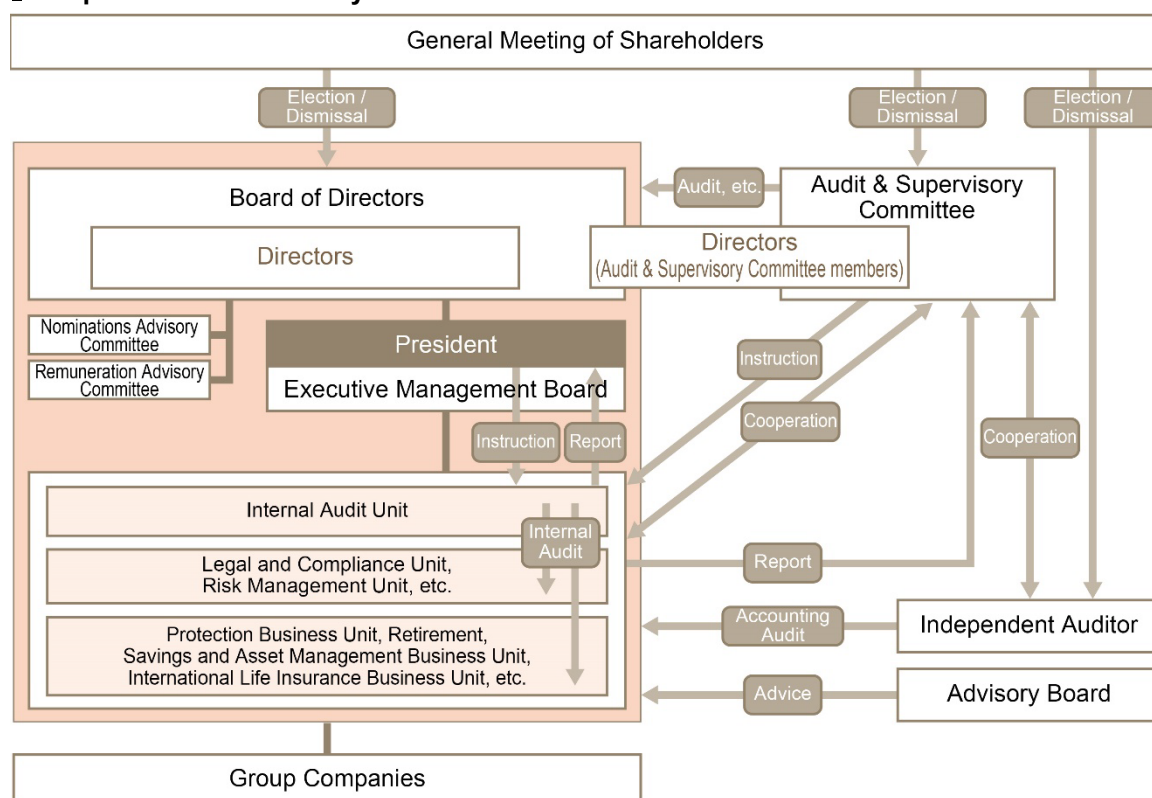 General Meeting of Shareholders
Election /
Dismissal
Election /
Dismissal
Election /
Dismissal
Board of Directors
Directors
Audit, etc.
Audit & Supervisory
Committee
Directors
(Audit & Supervisory Committee members)
Nominations Advisory
Committee
Remuneration Advisory
Committee
President
Executive Management Board
Instruction
Report
Instruction
Cooperation
Cooperation
Internal Audit Unit
Internal
Audit
Legal and Compliance Unit,
Risk Management Unit, etc.
Report
Protection Business Unit, Retirement,
Savings and Asset Management Business Unit,
International Life Insurance Business Unit, etc.
Accounting
Audit
Independent Auditor
Advice
Advisory Board
Group Companies